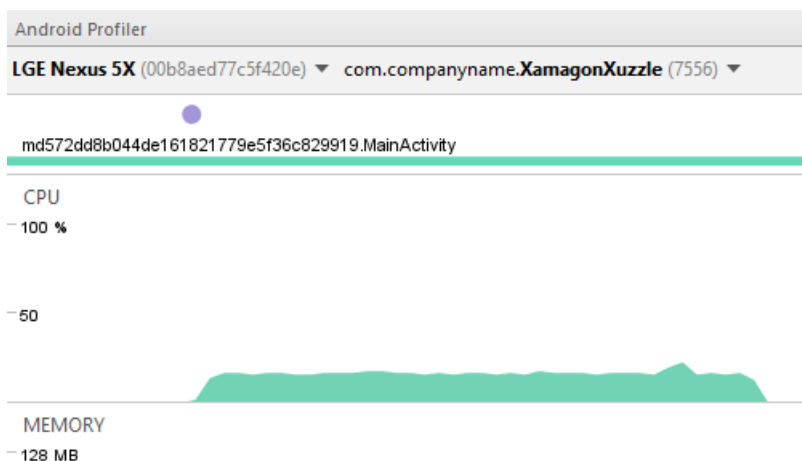 Android Profiler
LGE Nexus 5X (00b8aed77c5f420e) com.companyname.XamagonXuzzle (7556)
md572dd8b044de161821779e5f36c829919.MainActivity
CPU
100 %
50
MEMORY
128 MB